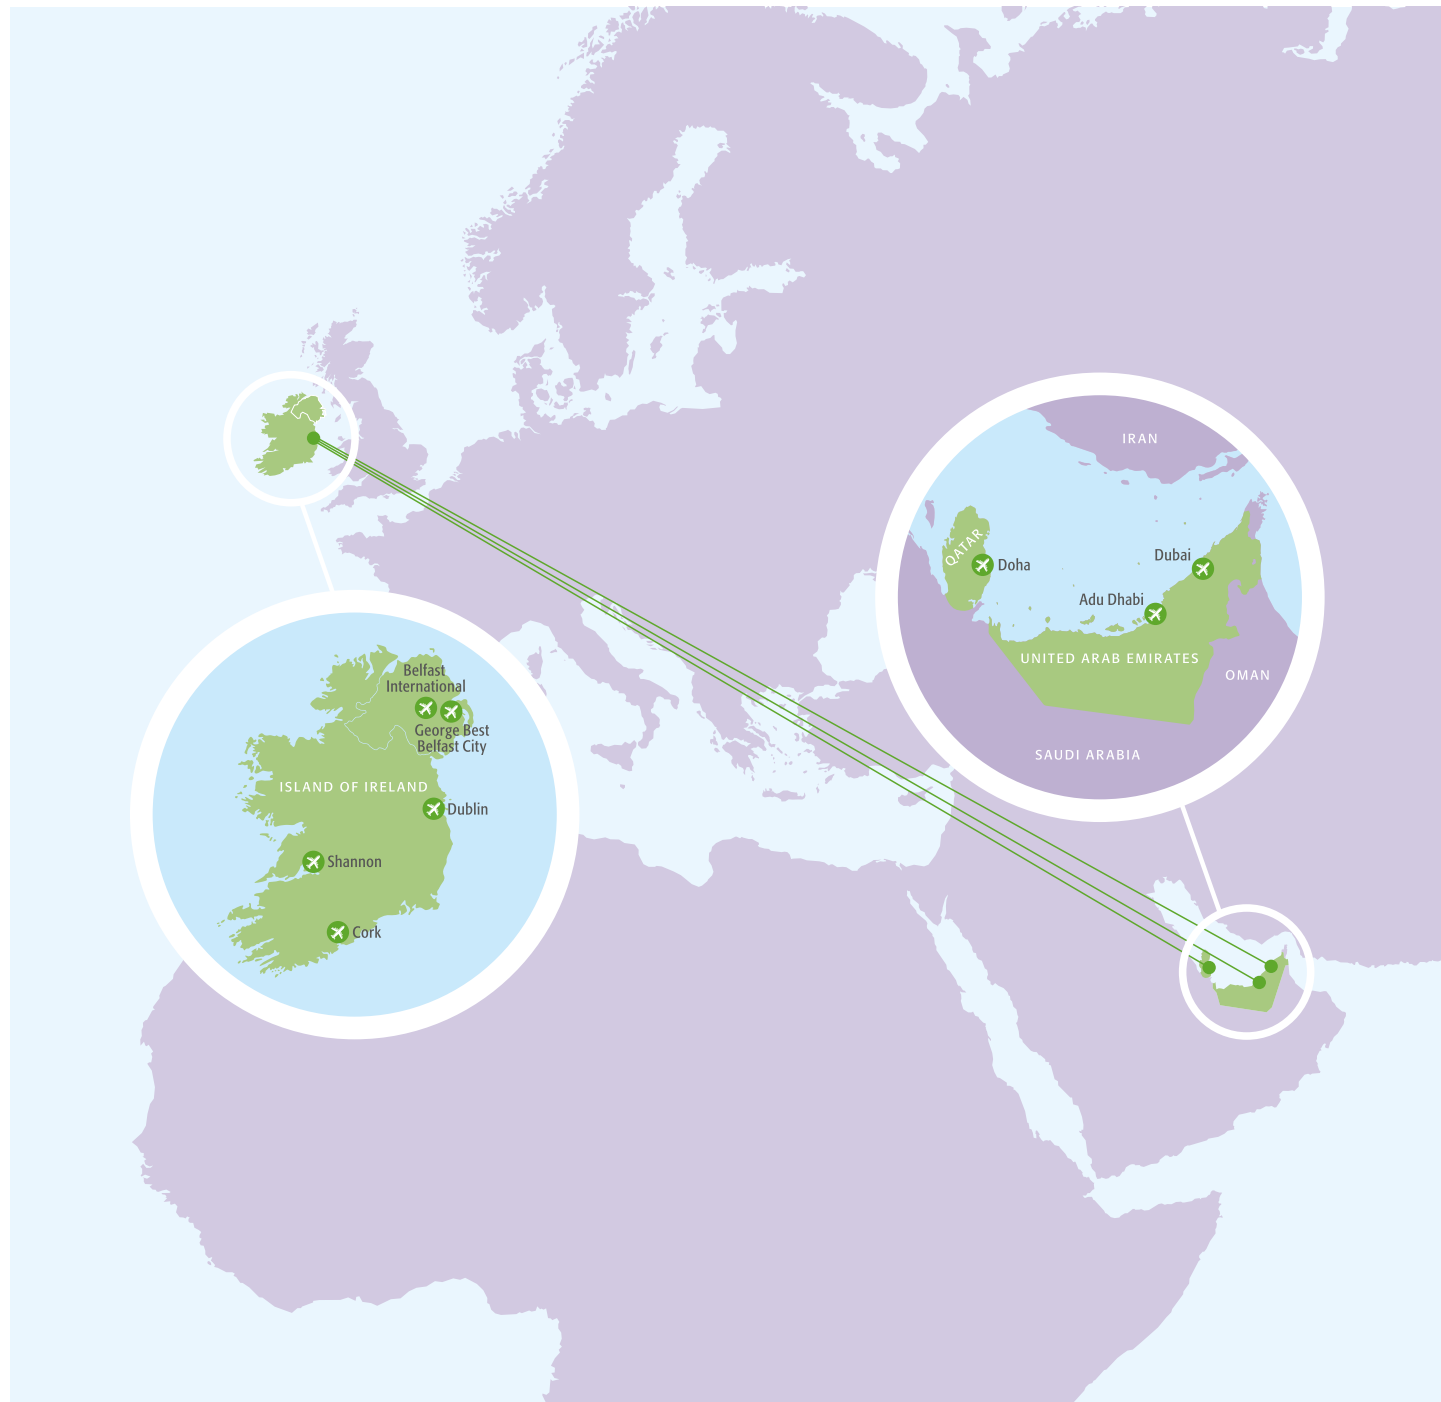 IRAN
QATAR
Doha
Dubai
Adu Dhabi
UNITED ARAB EMIRATES
OMAN
SAUDI ARABIA
Belfast
International
George Best
Belfast City
ISLAND OF IRELAND
Dublin
Shannon
Cork